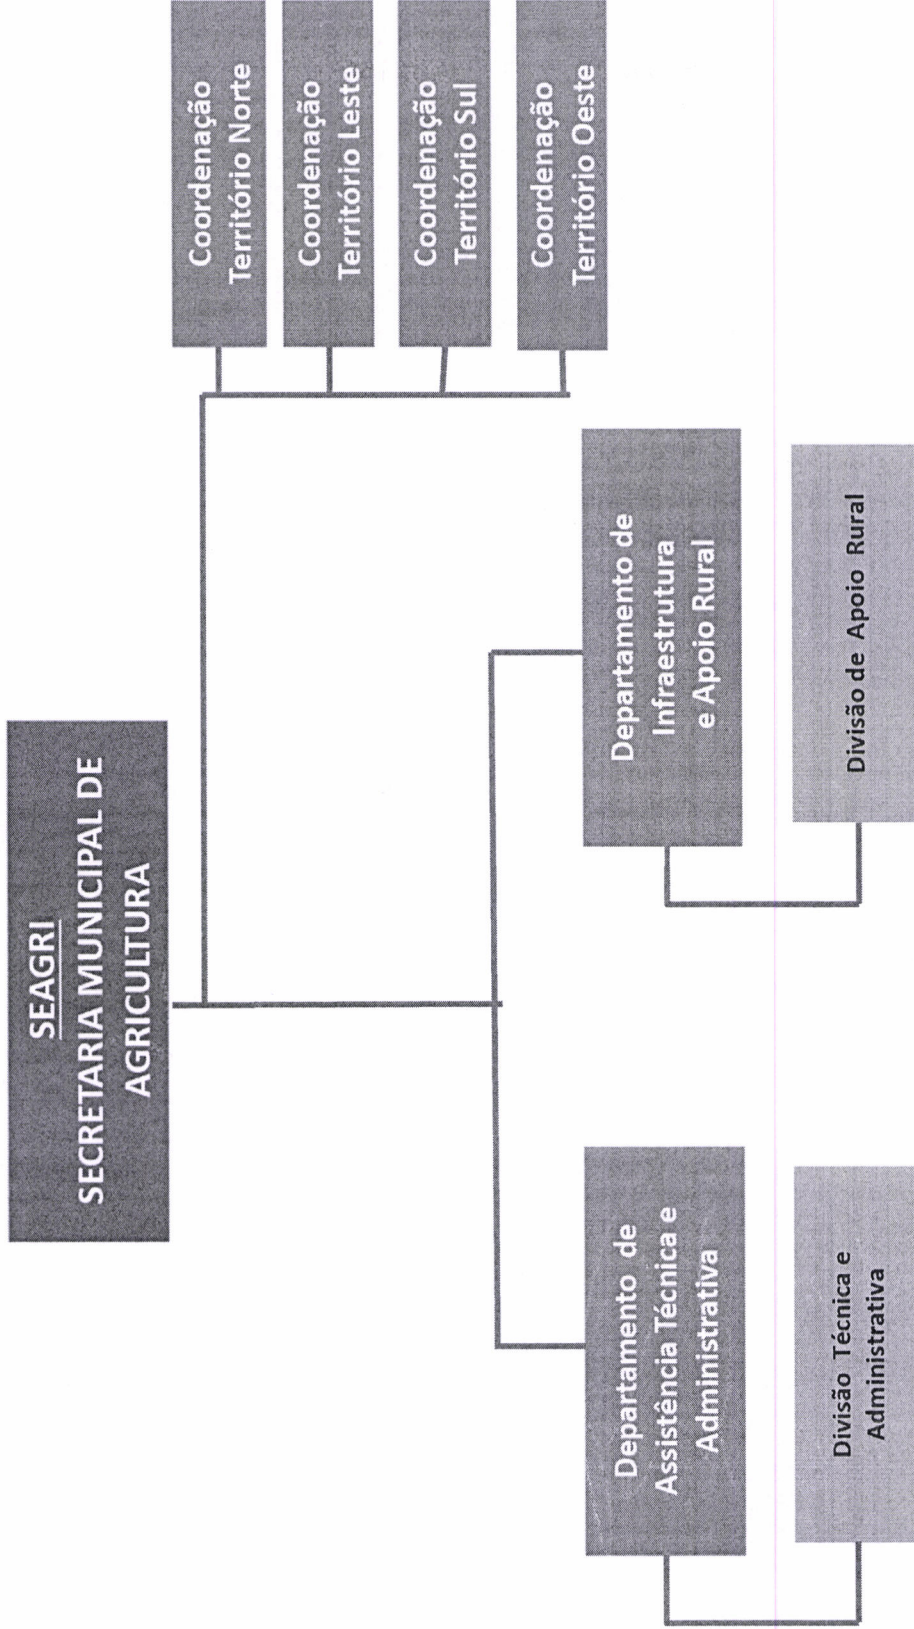 SEAGRI
SECRETARIA MUNICIPAL DE
AGRICULTURA
Coordenação
Território Norte
Coordenação
Território Leste
Coordenação
Território Sul
Coordenação
Território Oeste
Departamento de
Assistência Técnica e
Administrativa
Departamento de
Infraestrutura
e Apoio Rural
Divisão Técnica e
Administrativa
Divisão de Apoio Rural